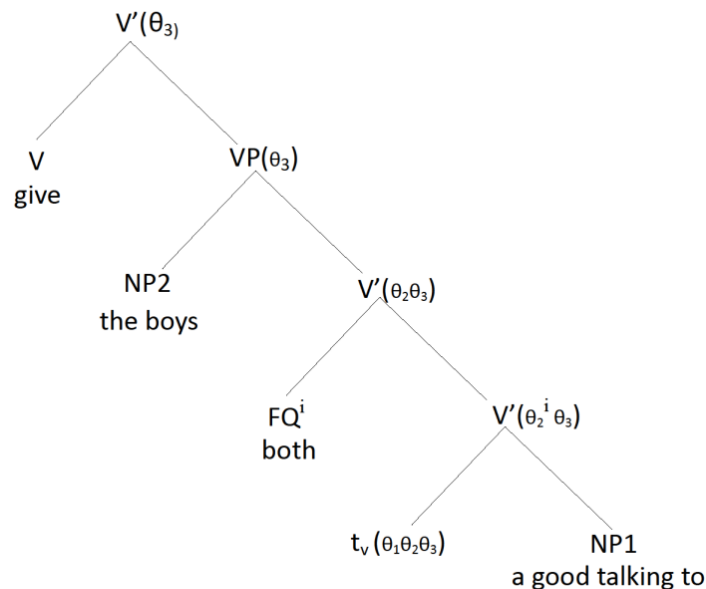 V'(θ₃)
V
give
VP(θ₃)
NP2
the boys
V'(θ₂θ₃)
FQⁱ
both
V'(θ₂ⁱ θ₃)
tᵥ (θ₁θ₂θ₃)
NP1
a good talking to